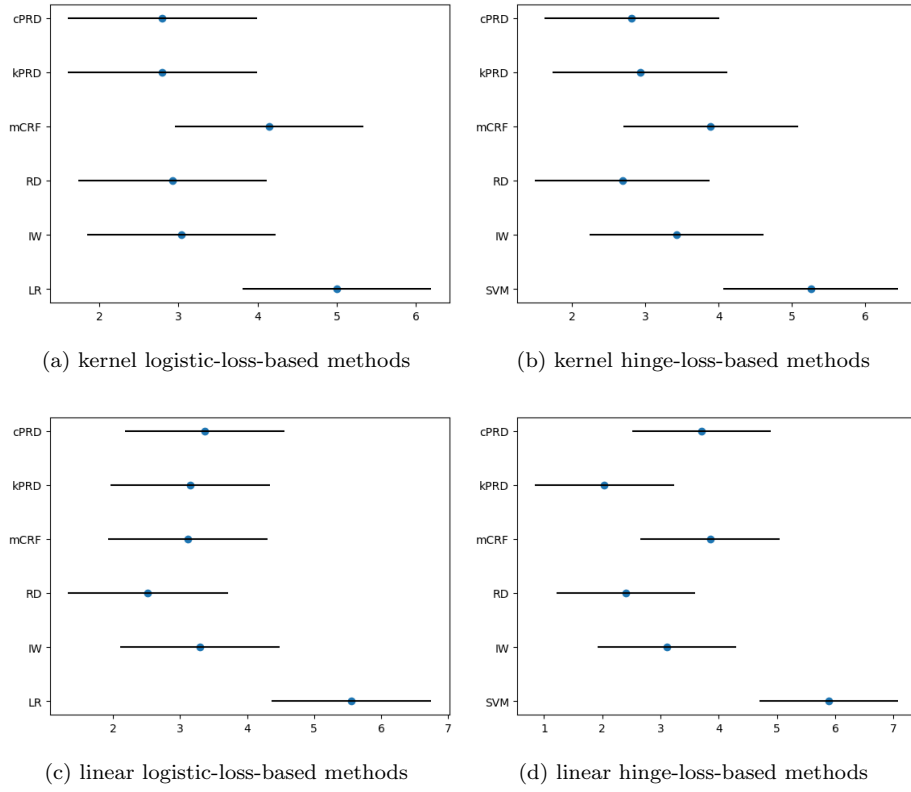 cPRD
kPRD
mCRF
RD
IW
LR
2 3 4 5 6
(a) kernel logistic-loss-based methods
cPRD
kPRD
mCRF
RD
IW
SVM
2 3 4 5 6
(b) kernel hinge-loss-based methods
cPRD
kPRD
mCRF
RD
IW
LR
2 3 4 5 6 7
(c) linear logistic-loss-based methods
cPRD
kPRD
mCRF
RD
IW
SVM
1 2 3 4 5 6 7
(d) linear hinge-loss-based methods